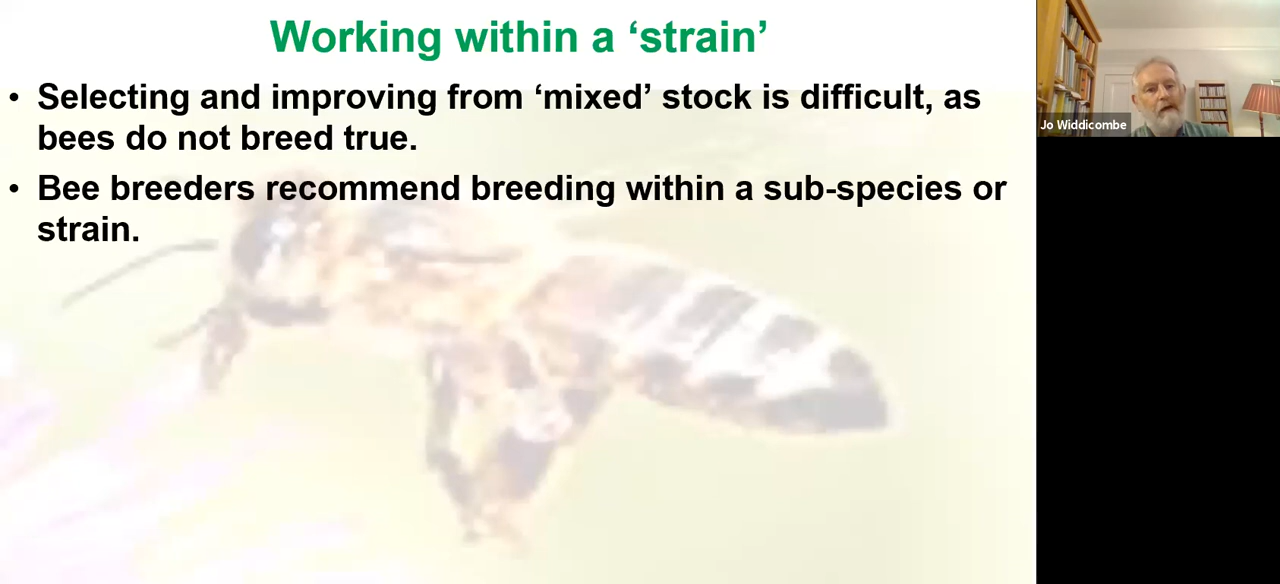 Working within a ‘strain’
• Selecting and improving from ‘mixed’ stock is difficult, as
bees do not breed true.
• Bee breeders recommend breeding within a sub-species or
strain.
Jo Widdicombe